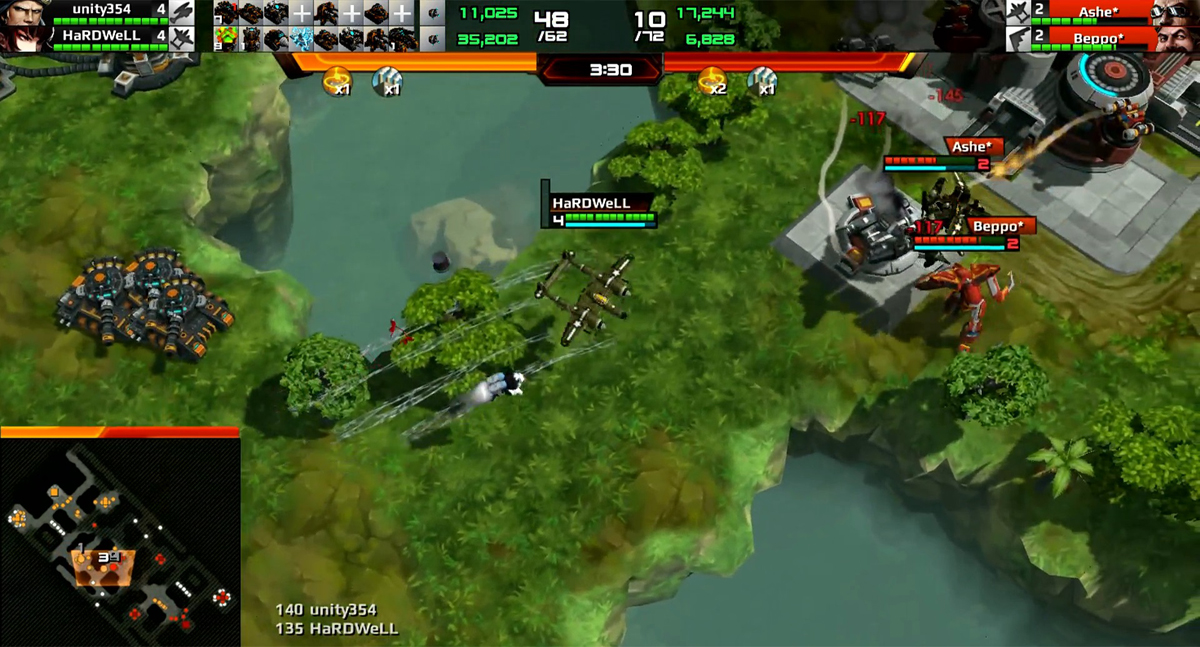 unity354 4
HaRDWeLL 4
11,025
35,202
48
/62
10
/72
17,244
6,828
2 Ashe*
2 Beppo*
3:30
x1
x1
x2
x1
-145
-117
Ashe*
2
-117
Beppo*
2
HaRDWeLL
4
140 unity354
135 HaRDWeLL